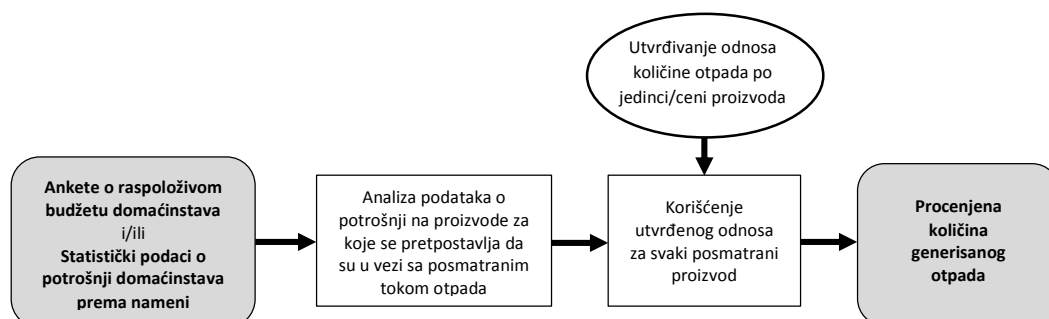 Utvrđivanje odnosa
količine otpada po
jedinci/ceni proizvoda
Ankete o raspoloživom
budžetu domaćinstava
i/ili
Statistički podaci o
potrošnji domaćinstava
prema nameni
Analiza podataka o
potrošnji na proizvode za
koje se pretpostavlja da
su u vezi sa posmatranim
tokom otpada
Korišćenje
utvrđenog odnosa
za svaki posmatrani
proizvod
Procenjena
količina
generisanog
otpada